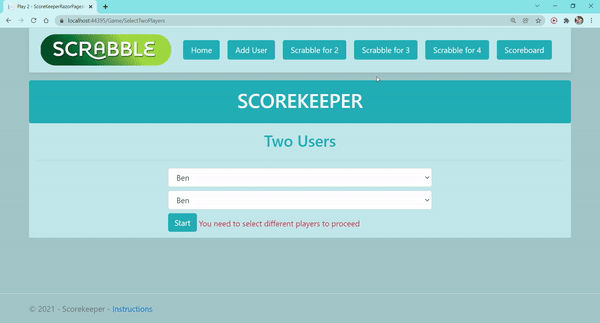 Play 2 - ScoreKeeperRazorPages
localhost:44395/Game/SelectTwoPlayers
SCRABBLE
Home
Add User
Scrabble for 2
Scrabble for 3
Scrabble for 4
Scoreboard
SCOREKEEPER
Two Users
Ben
Ben
Start You need to select different players to proceed
© 2021 - Scorekeeper - Instructions